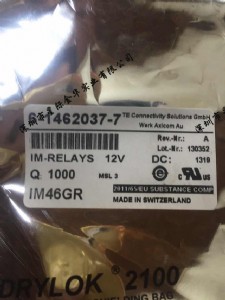 462037-7
TE Connectivity Solutions GmbH
Werk Axicom Au
Rev.-Nr.: A
Lot.-Nr.: 130352
IM-RELAYS 12V
DC: 1319
Q 1000 MSL 3
IM46GR
2011/65/EU SUBSTANCE COMP
MADE IN SWITZERLAND
DRYLOK 2100